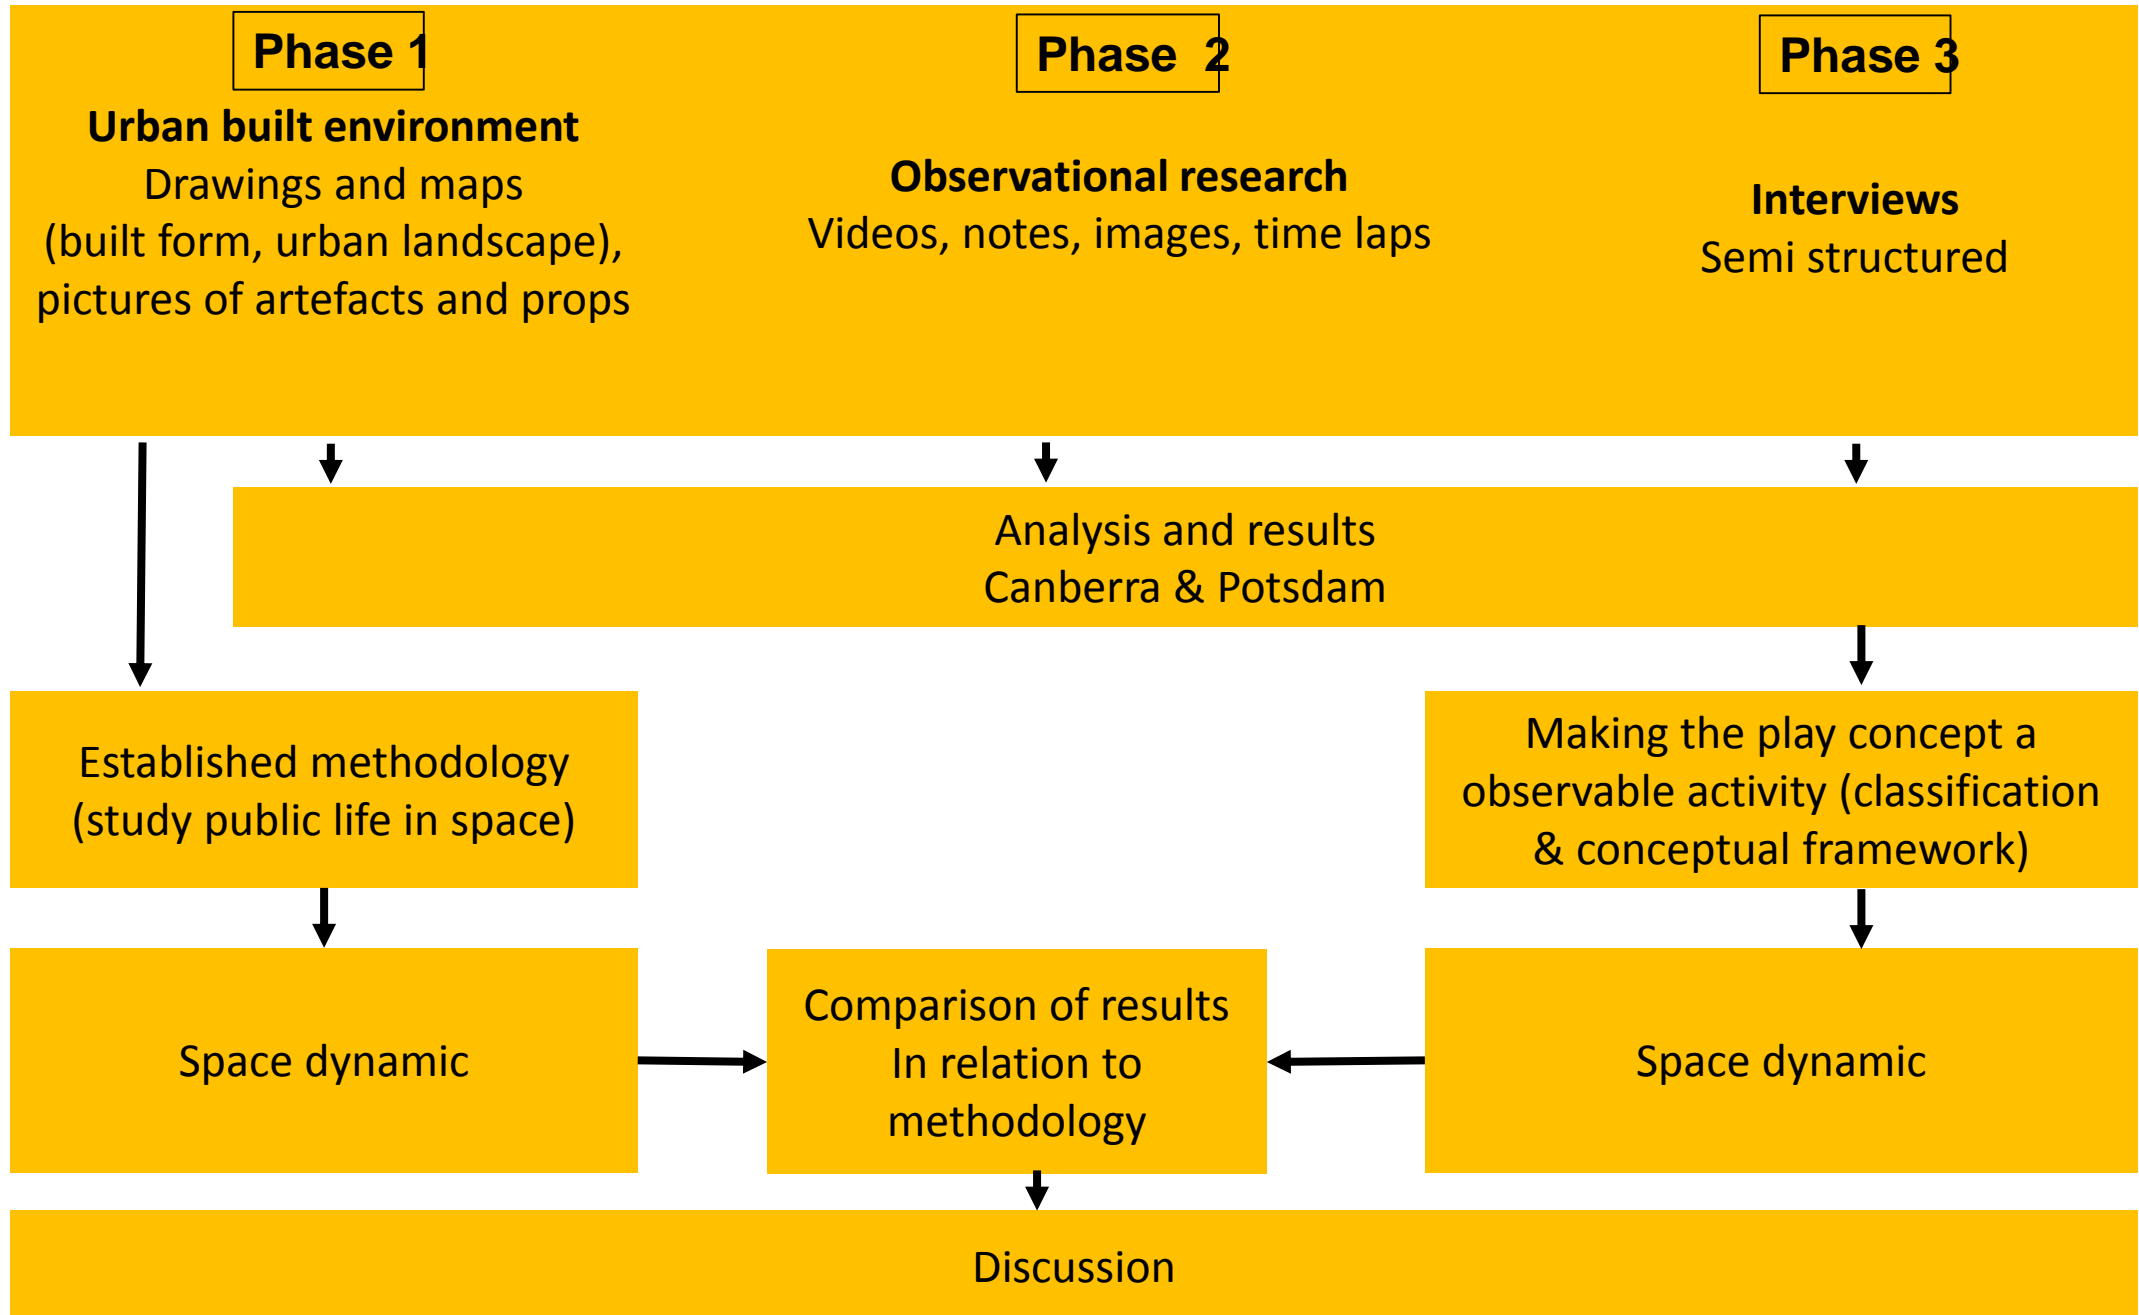 Phase 1
Urban built environment
Drawings and maps
(built form, urban landscape),
pictures of artefacts and props
Phase  2
Observational research
Videos, notes, images, time laps
Phase 3
Interviews
Semi structured
Analysis and results
Canberra & Potsdam
Established methodology
(study public life in space)
Making the play concept a
observable activity (classification
& conceptual framework)
Space dynamic
Comparison of results
In relation to
methodology
Space dynamic
Discussion